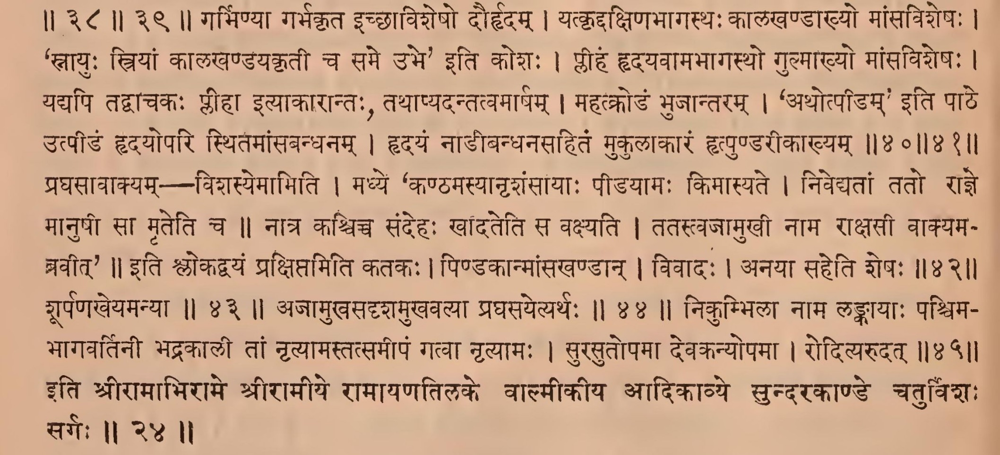 ॥ ३८ ॥ ३९ ॥ गर्भिण्या गर्भकृत इच्छाविशेषो दौर्हृदम् । यत्कृद्दक्षिणभागस्थः कालखण्डाख्यो मांसविशेषः ।
‘स्नायुः स्त्रियां कालखण्डयकृती च समे उभे’ इति कोशः । प्लीहं हृदयवामभागस्थो गुल्माख्यो मांसविशेषः ।
यद्यपि तद्वाचकः प्लीहा इत्याकारान्तः, तथाप्यदन्तत्वमार्षम् । महत्क्रोडं भुजान्तरम् । ‘अथोत्पीडम्’ इति पाठे
उत्पीडं हृदयोपरि स्थितमांसबन्धनम् । हृदयं नाडीबन्धनसहितं मुकुलाकारं हृत्पुण्डरीकाख्यम् ॥४०॥४१॥
प्रघसावाक्यम्—विशस्येमामिति । मध्ये ‘कण्ठमस्यानृशंसायाः पीडयामः किमास्यते । निवेद्यतां ततो राज्ञे
मानुषी सा मृतेति च ॥ नात्र कश्चिच्च संदेहः खादतेति स वक्ष्यति । ततस्त्वजामुखी नाम राक्षसी वाक्यम-
ब्रवीत्’ ॥ इति श्लोकद्वयं प्रक्षिप्तमिति कतकः । पिण्डकान्मांसखण्डान् । विवादः । अनया सहेति शेषः ॥४२॥
शूर्पणखेयमन्या ॥ ४३ ॥ अजामुखसदृशमुखवत्या प्रघसयेत्यर्थः ॥ ४४ ॥ निकुम्भिला नाम लङ्कायाः पश्चिम-
भागवर्तिनी भद्रकाली तां नृत्यामस्तत्समीपं गत्वा नृत्यामः । सुरसुतोपमा देवकन्योपमा । रोदित्यरुदत् ॥४५॥
इति श्रीरामाभिरामे श्रीरामीये रामायणतिलके वाल्मीकीय आदिकाव्ये सुन्दरकाण्डे चतुर्विंशः
सर्गः ॥ २४ ॥